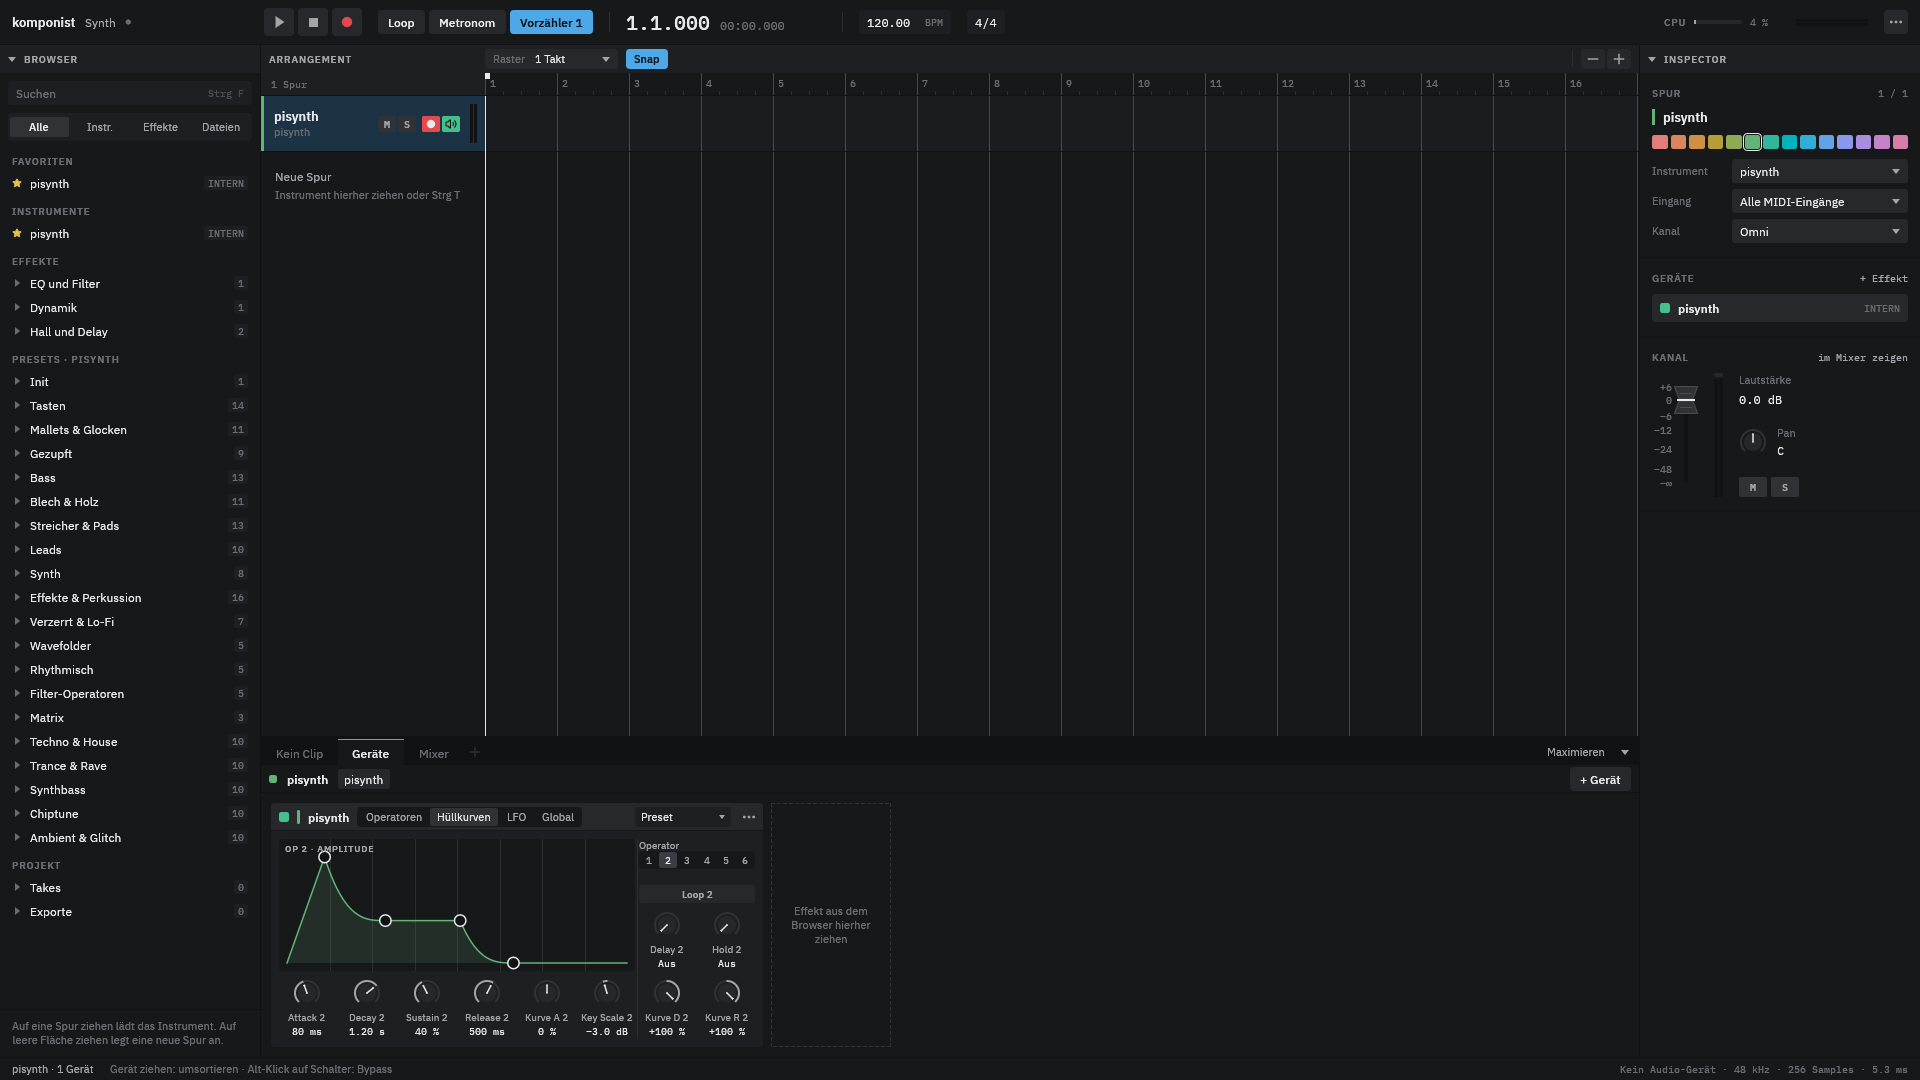 komponist Synth
Loop Metronom Vorzähler 1
1.1.000 00:00.000
120.00 BPM 4/4
CPU 4 %
BROWSER
Suchen Strg F
Alle Instr. Effekte Dateien
FAVORITEN
pisynth INTERN
INSTRUMENTE
pisynth INTERN
EFFEKTE
EQ und Filter 1
Dynamik 1
Hall und Delay 2
PRESETS · PISYNTH
Init 1
Tasten 14
Mallets & Glocken 11
Gezupft 9
Bass 13
Blech & Holz 11
Streicher & Pads 13
Leads 10
Synth 8
Effekte & Perkussion 16
Verzerrt & Lo-Fi 7
Wavefolder 5
Rhythmisch 5
Filter-Operatoren 5
Matrix 3
Techno & House 10
Trance & Rave 10
Synthbass 10
Chiptune 10
Ambient & Glitch 10
PROJEKT
Takes 0
Exporte 0
Auf eine Spur ziehen lädt das Instrument. Auf
leere Fläche ziehen legt eine neue Spur an.
ARRANGEMENT
Raster 1 Takt Snap
1 Spur
1 2 3 4 5 6 7 8 9 10 11 12 13 14 15 16
pisynth
pisynth
M S
Neue Spur
Instrument hierher ziehen oder Strg T
Kein Clip Geräte Mixer
Maximieren
pisynth pisynth
+ Gerät
pisynth Operatoren Hüllkurven LFO Global Preset
OP 2 · AMPLITUDE
Operator
1 2 3 4 5 6
Loop 2
Delay 2 Hold 2
Aus Aus
Attack 2 Decay 2 Sustain 2 Release 2 Kurve A 2 Key Scale 2 Kurve D 2 Kurve R 2
80 ms 1.20 s 40 % 500 ms 0 % −3.0 dB +100 % +100 %
Effekt aus dem
Browser hierher
ziehen
INSPECTOR
SPUR 1 / 1
pisynth
Instrument pisynth
Eingang Alle MIDI-Eingänge
Kanal Omni
GERÄTE + Effekt
pisynth INTERN
KANAL im Mixer zeigen
+6
0
−6
−12
−24
−48
−∞
Lautstärke
0.0 dB
Pan
C
M S
pisynth · 1 Gerät Gerät ziehen: umsortieren · Alt-Klick auf Schalter: Bypass
Kein Audio-Gerät · 48 kHz · 256 Samples · 5.3 ms